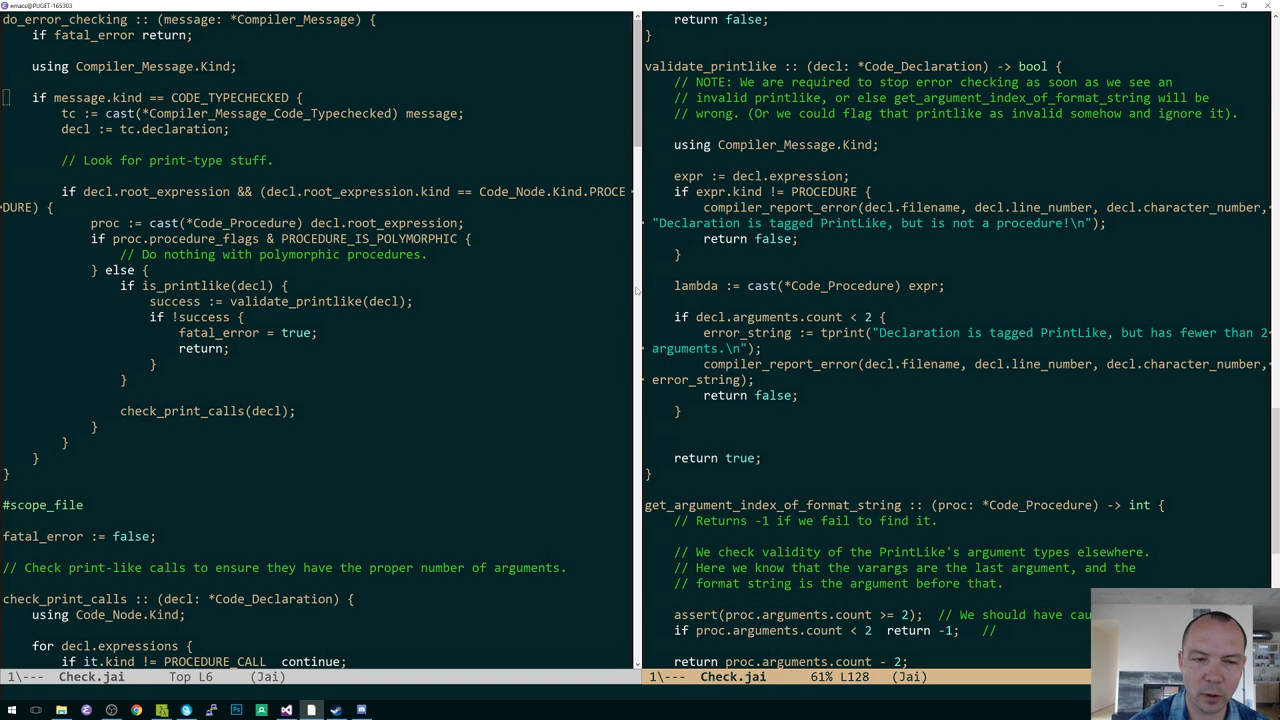 emacs@PUGET-165303
do_error_checking :: (message: *Compiler_Message) {
if fatal_error return;
using Compiler_Message.Kind;
if message.kind == CODE_TYPECHECKED {
tc := cast(*Compiler_Message_Code_Typechecked) message;
decl := tc.declaration;
// Look for print-type stuff.
if decl.root_expression && (decl.root_expression.kind == Code_Node.Kind.PROCE
DURE) {
proc := cast(*Code_Procedure) decl.root_expression;
if proc.procedure_flags & PROCEDURE_IS_POLYMORPHIC {
// Do nothing with polymorphic procedures.
} else {
if is_printlike(decl) {
success := validate_printlike(decl);
if !success {
fatal_error = true;
return;
}
}
check_print_calls(decl);
}
}
}
}
#scope_file
fatal_error := false;
// Check print-like calls to ensure they have the proper number of arguments.
check_print_calls :: (decl: *Code_Declaration) {
using Code_Node.Kind;
for decl.expressions {
if it.kind != PROCEDURE_CALL  continue;
1\--- Check.jai Top L6 (Jai)
return false;
}
validate_printlike :: (decl: *Code_Declaration) -> bool {
// NOTE: We are required to stop error checking as soon as we see an
// invalid printlike, or else get_argument_index_of_format_string will be
// wrong. (Or we could flag that printlike as invalid somehow and ignore it).
using Compiler_Message.Kind;
expr := decl.expression;
if expr.kind != PROCEDURE {
compiler_report_error(decl.filename, decl.line_number, decl.character_number,
"Declaration is tagged PrintLike, but is not a procedure!\n");
return false;
}
lambda := cast(*Code_Procedure) expr;
if decl.arguments.count < 2 {
error_string := tprint("Declaration is tagged PrintLike, but has fewer than 2
arguments.\n");
compiler_report_error(decl.filename, decl.line_number, decl.character_number,
error_string);
return false;
}
return true;
}
get_argument_index_of_format_string :: (proc: *Code_Procedure) -> int {
// Returns -1 if we fail to find it.
// We check validity of the PrintLike's argument types elsewhere.
// Here we know that the varargs are the last argument, and the
// format string is the argument before that.
assert(proc.arguments.count >= 2);  // We should have cau
if proc.arguments.count < 2  return -1;   //
return proc.arguments.count - 2;
1\--- Check.jai 61% L128 (Jai)